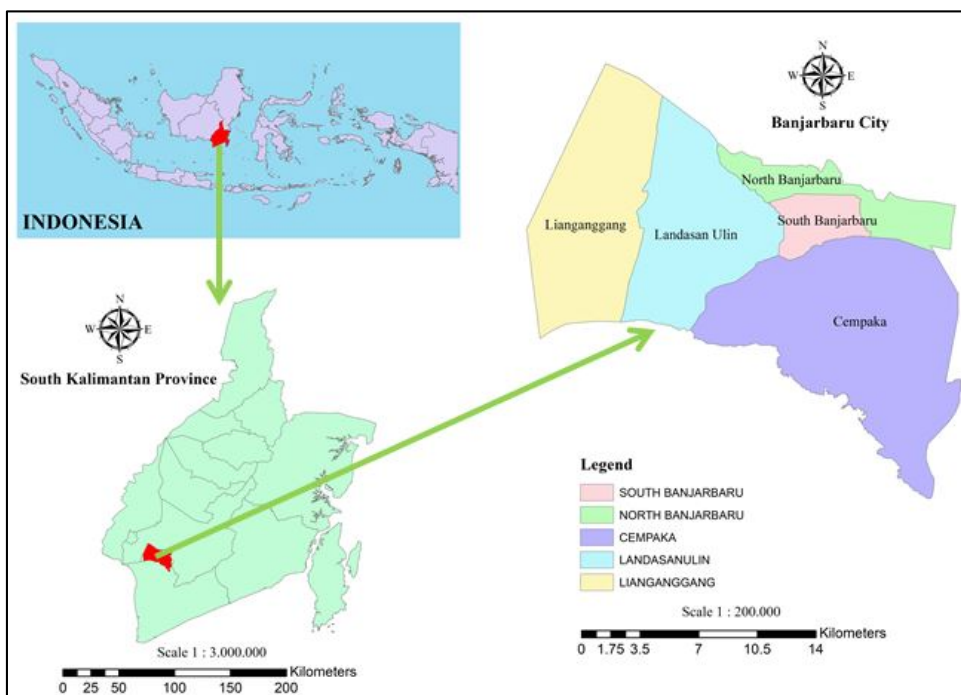 INDONESIA
N
W E
S
South Kalimantan Province
Scale 1 : 3.000.000
Kilometers
0 25 50 100 150 200
N
W E
S
Banjarbaru City
North Banjarbaru
South Banjarbaru
Lianganggang
Landasan Ulin
Cempaka
Legend
SOUTH BANJARBARU
NORTH BANJARBARU
CEMPAKA
LANDASANULIN
LIANGANGGANG
Scale 1 : 200.000
Kilometers
0 1.75 3.5 7 10.5 14